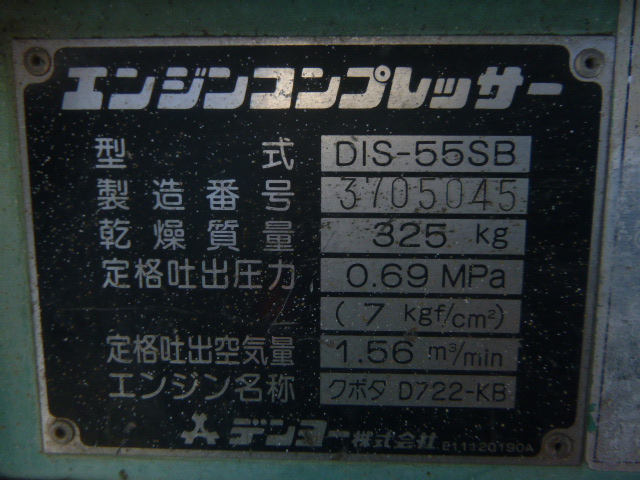 エンジンコンプレッサー
型式 DIS-55SB
製造番号 3705045
乾燥質量 325 kg
定格吐出圧力 0.69 MPa
(7 kgf/cm²)
定格吐出空気量 1.56 m³/min
エンジン名称 クボタ D722-KB
デンヨー株式会社 P11120190A